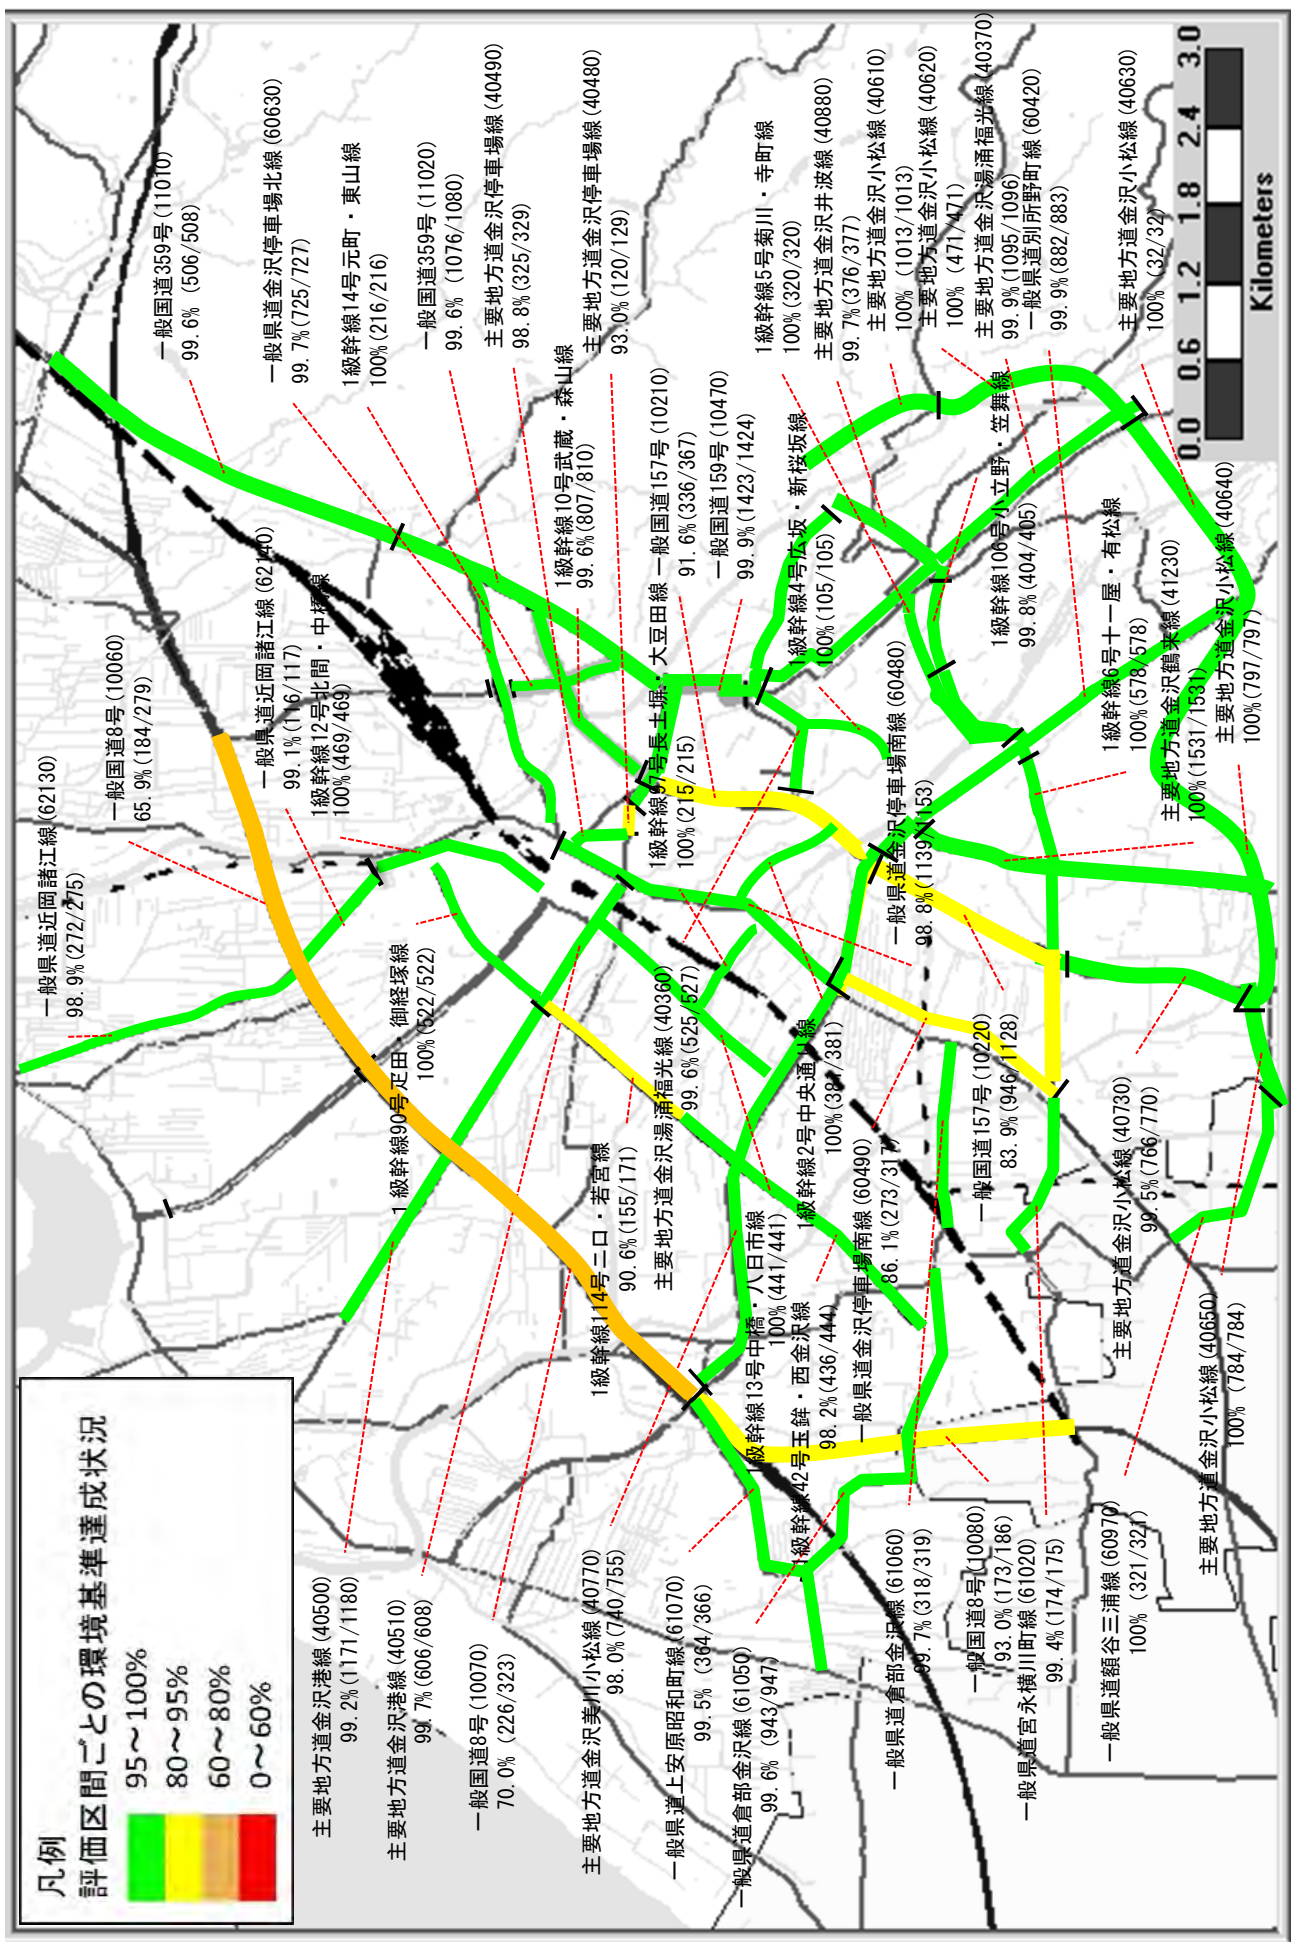 凡例
評価区間ごとの環境基準達成状況
95～100%
80～95%
60～80%
0～60%
主要地方道金沢港線(40500)
99.2%(1171/1180)
主要地方道金沢港線(40510)
99.7%(606/608)
一般国道8号(10070)
70.0% (226/323)
主要地方道金沢美川小松線(40770)
98.0%(740/755)
一般県道上安原昭和町線(61070)
99.5% (364/366)
一般県道倉部金沢線(61050)
99.6% (943/947)
一般県道倉部金沢線(61060)
99.7%(318/319)
一般国道8号(10080)
93.0%(173/186)
一般県道宮永横川町線(61020)
99.4%(174/175)
一般県道額谷三浦線(60970)
100% (321/321)
主要地方道金沢小松線(40650)
100% (784/784)
一般県道近岡諸江線(62130)
98.9%(272/275)
一般国道8号(10060)
65.9%(184/279)
一般県道近岡諸江線(62140)
99.1%(116/117)
1級幹線12号北間・中橋線
100%(469/469)
1級幹線90号疋田・御経塚線
100%(522/522)
1級幹線114号二口・若宮線
90.6%(155/171)
主要地方道金沢湯涌福光線(40360)
99.6%(525/527)
1級幹線13号中橋・八日市線
100%(441/441)
1級幹線42号玉鉾・西金沢線
98.2%(436/444)
1級幹線2号中央通り線
100%(381/381)
一般県道金沢停車場南線(60490)
86.1%(273/317)
一般国道157号(10220)
83.9%(946/1128)
主要地方道金沢小松線(40730)
99.5%(766/770)
一般国道359号(11010)
99.6% (506/508)
一般県道金沢停車場北線(60630)
99.7%(725/727)
1級幹線14号元町・東山線
100%(216/216)
一般国道359号(11020)
99.6% (1076/1080)
主要地方道金沢停車場線(40490)
98.8%(325/329)
1級幹線10号武蔵・森山線
99.6%(807/810)
主要地方道金沢停車場線(40480)
93.0%(120/129)
1級幹線97号長土堀・大豆田線
100%(215/215)
一般国道157号(10210)
91.6%(336/367)
一般国道159号(10470)
99.9%(1423/1424)
1級幹線4号広坂・新桜坂線
100%(105/105)
一般県道金沢停車場南線(60480)
98.8%(1139/1153)
1級幹線5号菊川・寺町線
100%(320/320)
主要地方道金沢井波線(40880)
99.7%(376/377)
主要地方道金沢小松線(40610)
100% (1013/1013)
主要地方道金沢小松線(40620)
100% (471/471)
主要地方道金沢湯涌福光線(40370)
99.9%(1095/1096)
一般県道別所野町線(60420)
99.9%(882/883)
1級幹線106号小立野・笠舞線
99.8%(404/405)
1級幹線6号十一屋・有松線
100%(578/578)
主要地方道金沢鶴来線(41230)
100%(1531/1531)
主要地方道金沢小松線(40640)
100%(797/797)
主要地方道金沢小松線(40630)
100% (32/32)
0.0 0.6 1.2 1.8 2.4 3.0
Kilometers